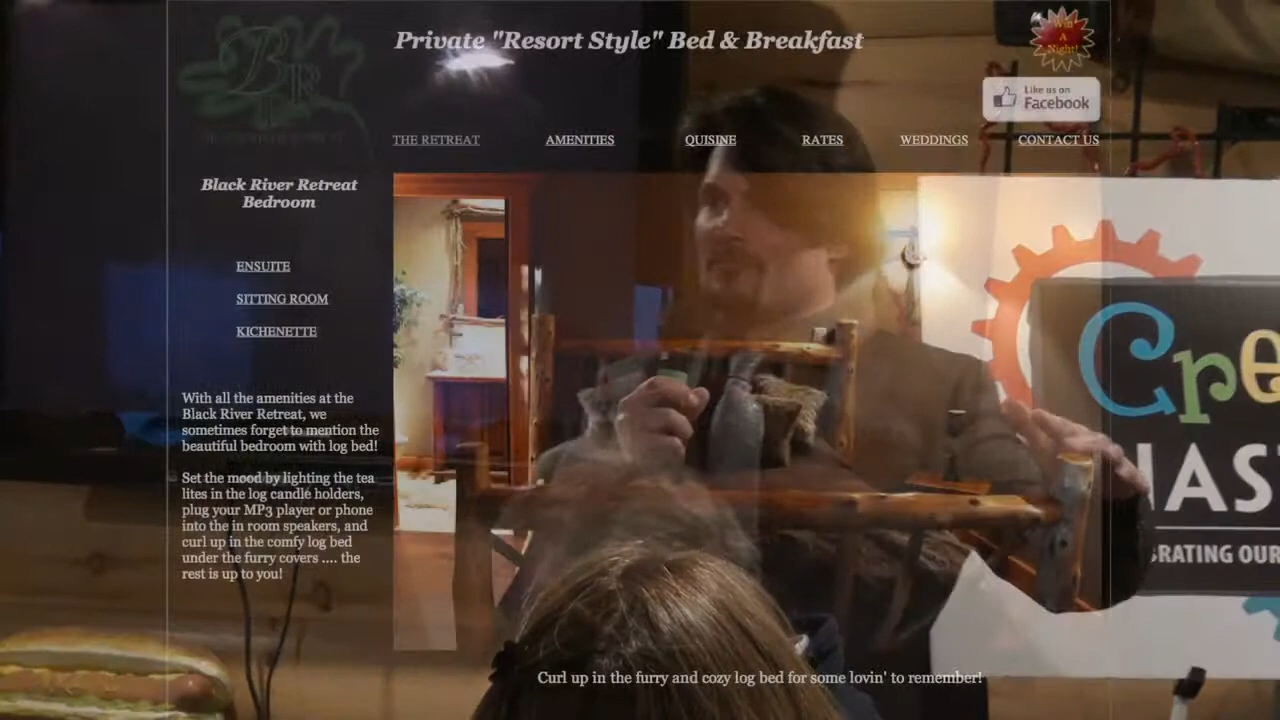 Private "Resort Style" Bed & Breakfast
Win
A
Night!
Like us on
Facebook
THE RETREAT AMENITIES QUISINE RATES WEDDINGS CONTACT US
Black River Retreat
Bedroom
ENSUITE
SITTING ROOM
KICHENETTE
With all the amenities at the
Black River Retreat, we
sometimes forget to mention the
beautiful bedroom with log bed!
Set the mood by lighting the tea
lites in the log candle holders,
plug your MP3 player or phone
into the in room speakers, and
curl up in the comfy log bed
under the furry covers .... the
rest is up to you!
Cre
NAS
GRATING OUR
Curl up in the furry and cozy log bed for some lovin' to remember!